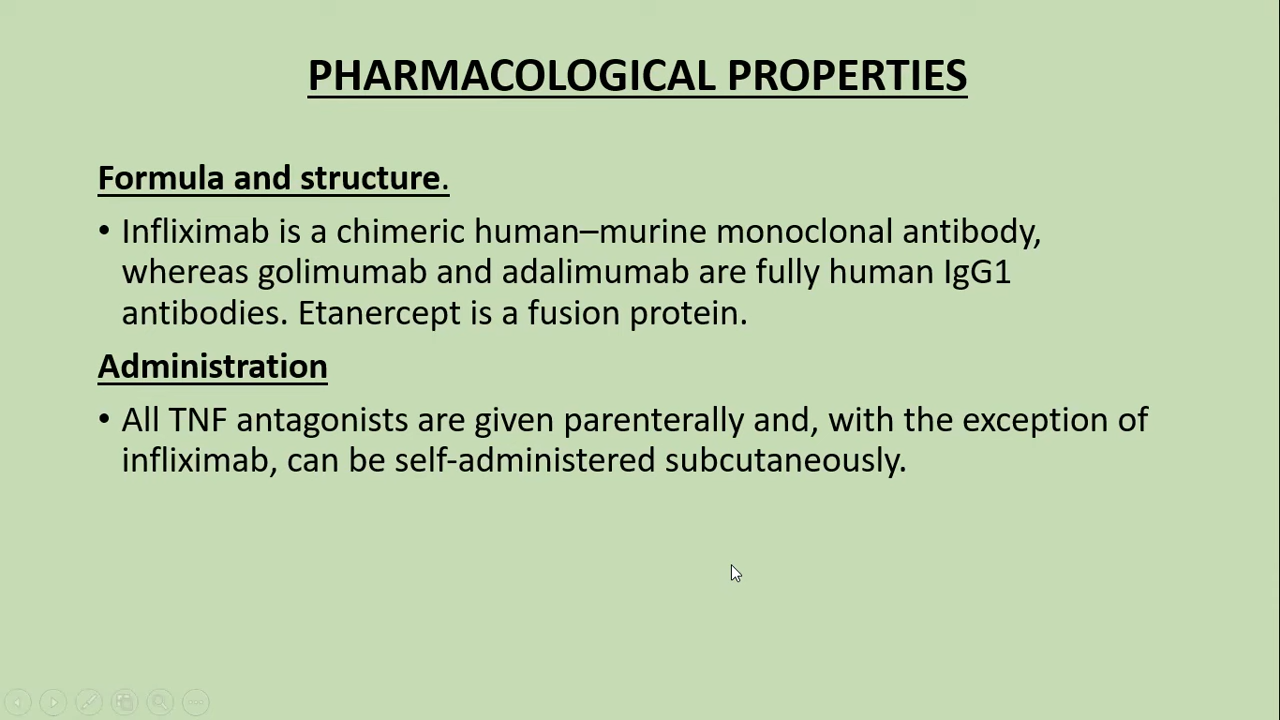 PHARMACOLOGICAL PROPERTIES
Formula and structure.
• Infliximab is a chimeric human–murine monoclonal antibody,
whereas golimumab and adalimumab are fully human IgG1
antibodies. Etanercept is a fusion protein.
Administration
• All TNF antagonists are given parenterally and, with the exception of
infliximab, can be self-administered subcutaneously.